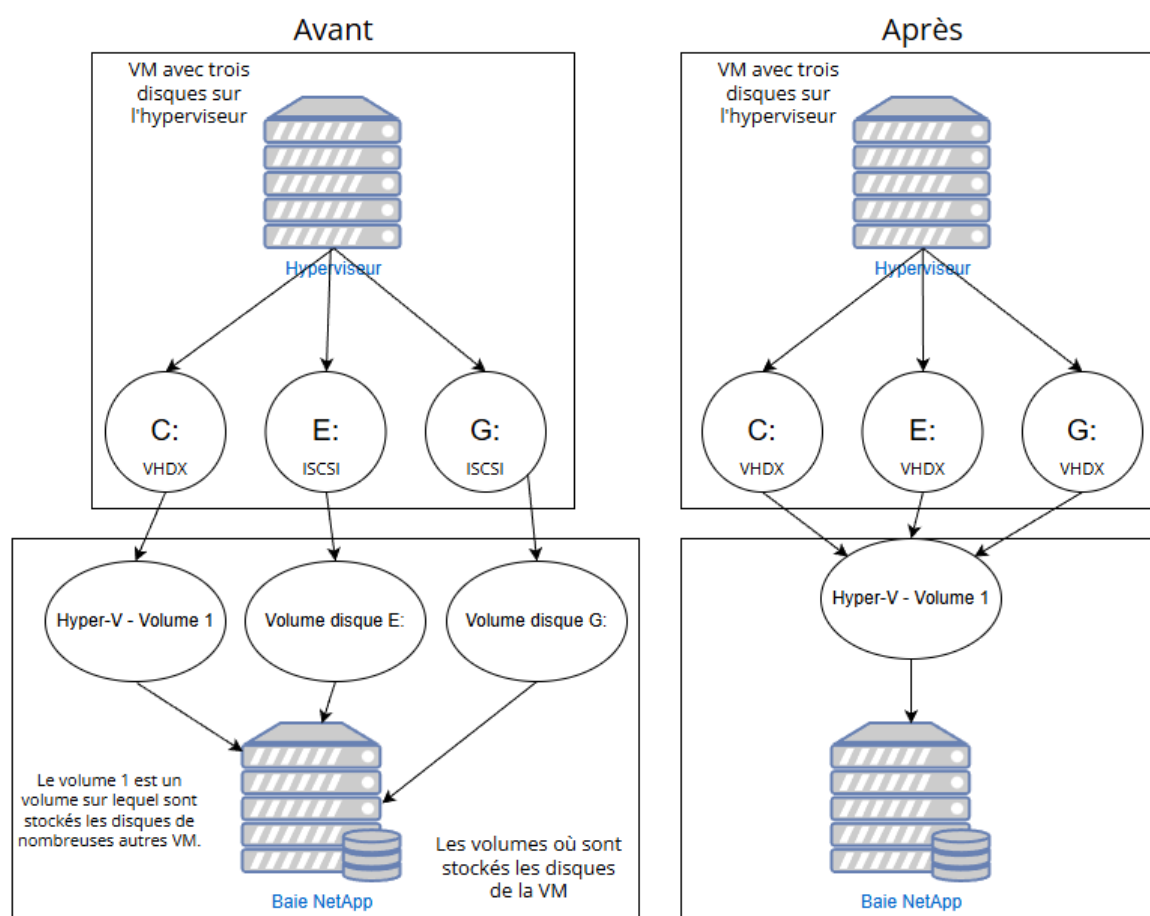 Avant
VM avec trois
disques sur
l'hyperviseur
Hyperviseur
C:
VHDX
E:
ISCSI
G:
ISCSI
Hyper-V - Volume 1
Volume disque E:
Volume disque G:
Le volume 1 est un
volume sur lequel sont
stockés les disques de
nombreuses autres VM.
Les volumes où sont
stockés les disques
de la VM
Baie NetApp
Après
VM avec trois
disques sur
l'hyperviseur
Hyperviseur
C:
VHDX
E:
VHDX
G:
VHDX
Hyper-V - Volume 1
Baie NetApp